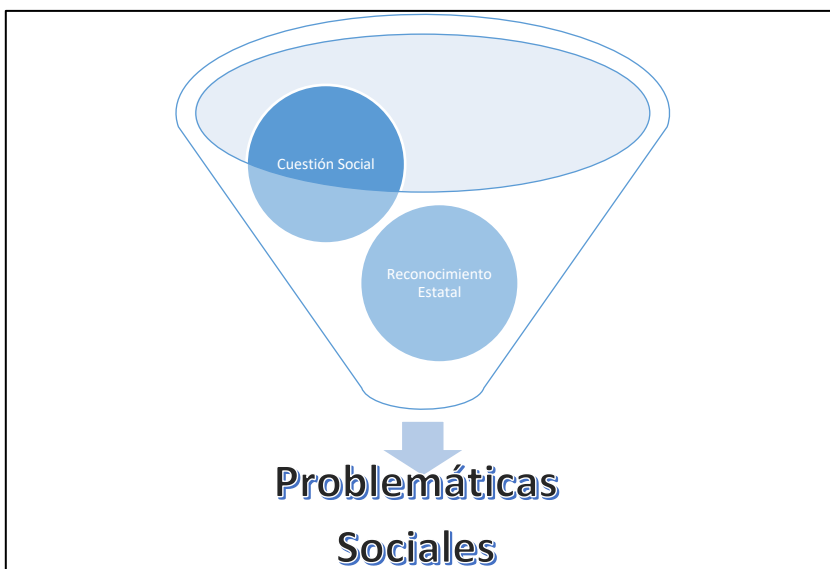 Cuestión Social
Reconocimiento
Estatal
Problemáticas
Sociales